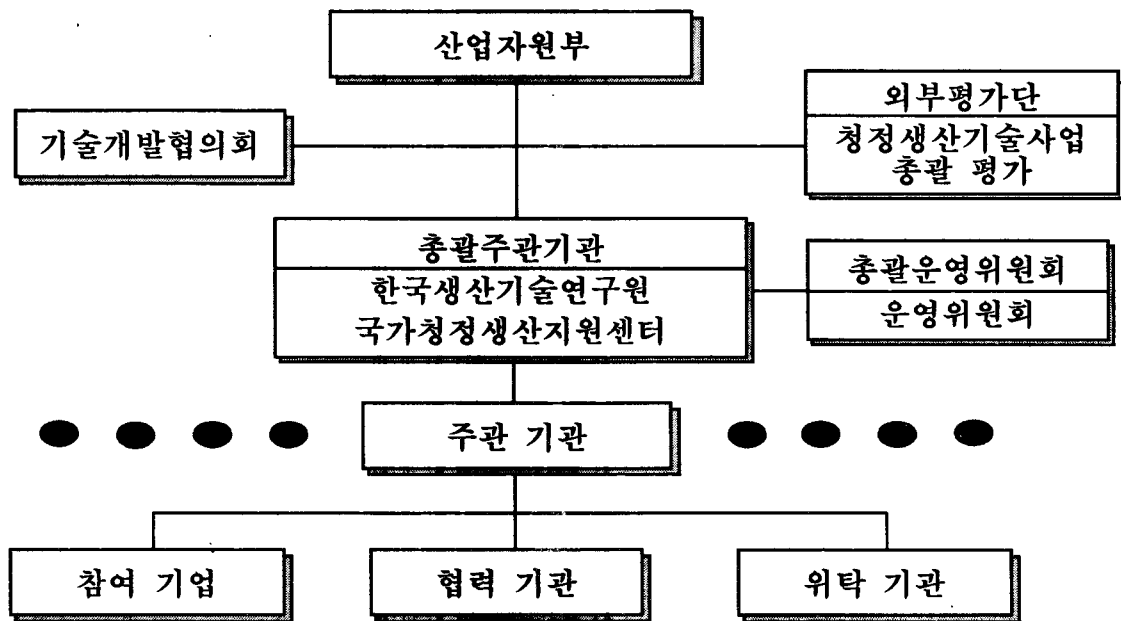 산업자원부
기술개발협의회
외부평가단
청정생산기술사업
총괄 평가
총괄주관기관
한국생산기술연구원
국가청정생산지원센터
총괄운영위원회
운영위원회
주관 기관
참여 기업
협력 기관
위탁 기관